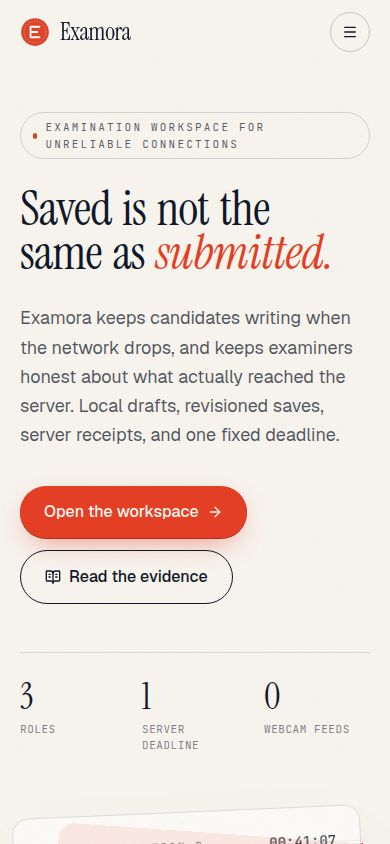 E Examora
EXAMINATION WORKSPACE FOR
UNRELIABLE CONNECTIONS
Saved is not the
same as submitted.
Examora keeps candidates writing when
the network drops, and keeps examiners
honest about what actually reached the
server. Local drafts, revisioned saves,
server receipts, and one fixed deadline.
Open the workspace →
Read the evidence
3 1 0
ROLES SERVER WEBCAM FEEDS
DEADLINE
00:41:07